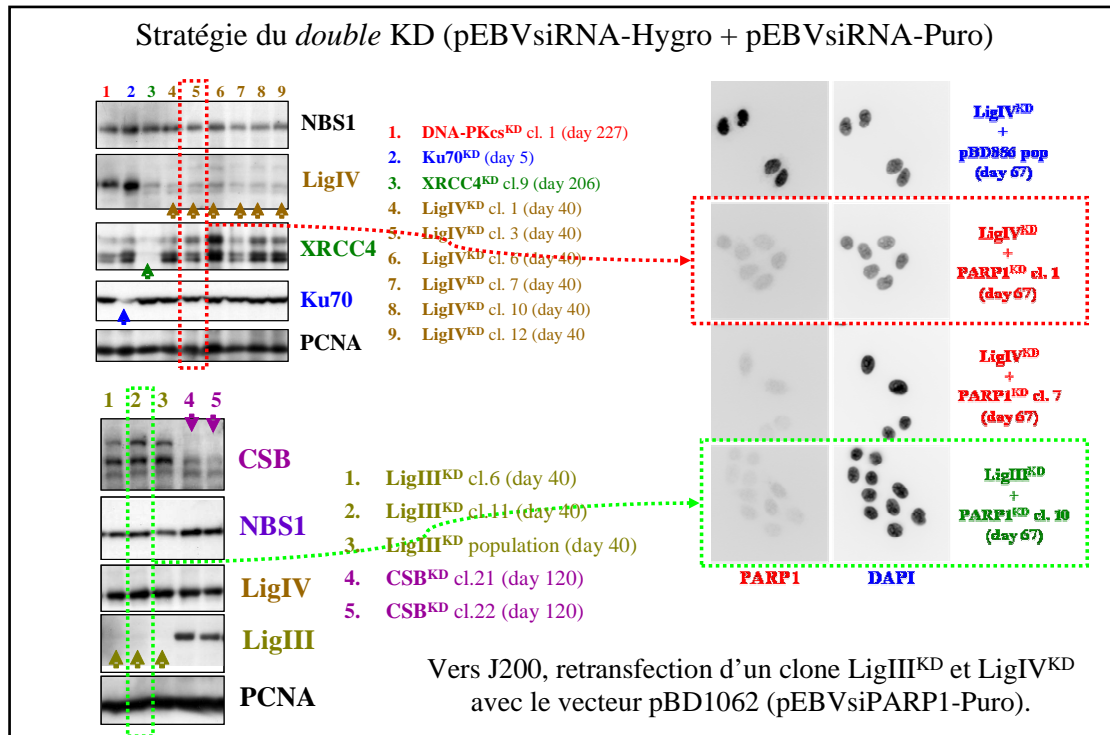 Stratégie du double KD (pEBVsiRNA-Hygro + pEBVsiRNA-Puro)
1 2 3 4 5 6 7 8 9
NBS1
LigIV
XRCC4
Ku70
PCNA
1. DNA-PKcsKD cl. 1 (day 227)
2. Ku70KD (day 5)
3. XRCC4KD cl.9 (day 206)
4. LigIVKD cl. 1 (day 40)
5. LigIVKD cl. 3 (day 40)
6. LigIVKD cl. 6 (day 40)
7. LigIVKD cl. 7 (day 40)
8. LigIVKD cl. 10 (day 40)
9. LigIVKD cl. 12 (day 40
LigIVKD
+
pBD886 pop
(day 67)
LigIVKD
+
PARP1KD cl. 1
(day 67)
LigIVKD
+
PARP1KD cl. 7
(day 67)
LigIIIKD
+
PARP1KD cl. 10
(day 67)
PARP1 DAPI
1 2 3 4 5
CSB
NBS1
LigIV
LigIII
PCNA
1. LigIIIKD cl.6 (day 40)
2. LigIIIKD cl.11 (day 40)
3. LigIIIKD population (day 40)
4. CSBKD cl.21 (day 120)
5. CSBKD cl.22 (day 120)
Vers J200, retransfection d'un clone LigIIIKD et LigIVKD
avec le vecteur pBD1062 (pEBVsiPARP1-Puro).